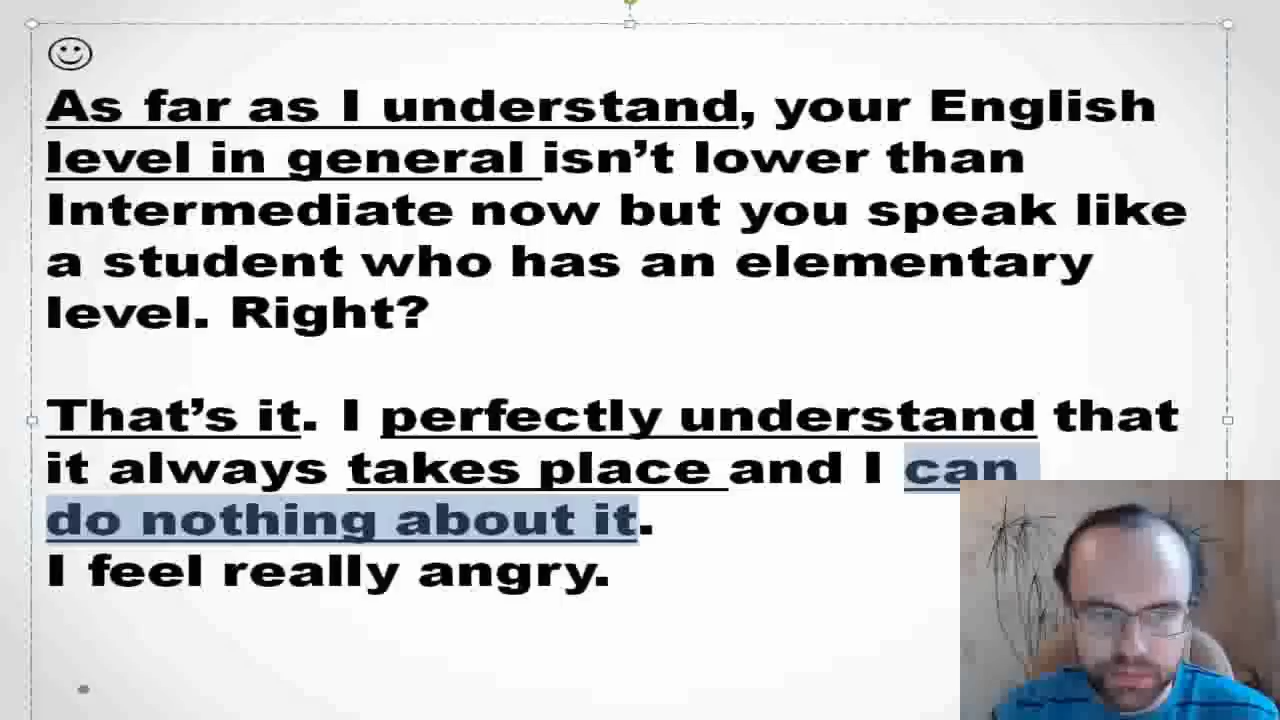 As far as I understand, your English
level in general isn’t lower than
Intermediate now but you speak like
a student who has an elementary
level. Right?
That’s it. I perfectly understand that
it always takes place and I can
do nothing about it.
I feel really angry.